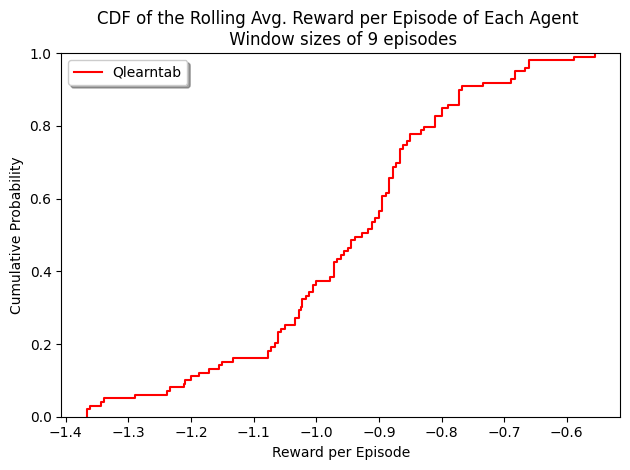 CDF of the Rolling Avg. Reward per Episode of Each Agent
Window sizes of 9 episodes
Qlearntab
Cumulative Probability
1.0
0.8
0.6
0.4
0.2
0.0
−1.4 −1.3 −1.2 −1.1 −1.0 −0.9 −0.8 −0.7 −0.6
Reward per Episode